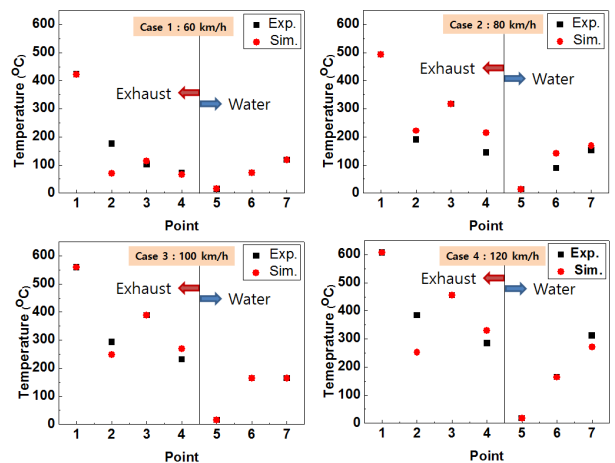 Case 1 : 60 km/h
Exp.
Sim.
Exhaust
Water
Temperature (°C)
600
500
400
300
200
100
0
1 2 3 4 5 6 7
Point
Case 2 : 80 km/h
Exp.
Sim.
Exhaust
Water
Temperature (°C)
600
500
400
300
200
100
0
1 2 3 4 5 6 7
Point
Case 3 : 100 km/h
Exp.
Sim.
Exhaust
Water
Temperature (°C)
600
500
400
300
200
100
0
1 2 3 4 5 6 7
Point
Case 4 : 120 km/h
Exp.
Sim.
Exhaust
Water
Temeprature (°C)
600
500
400
300
200
100
0
1 2 3 4 5 6 7
Point